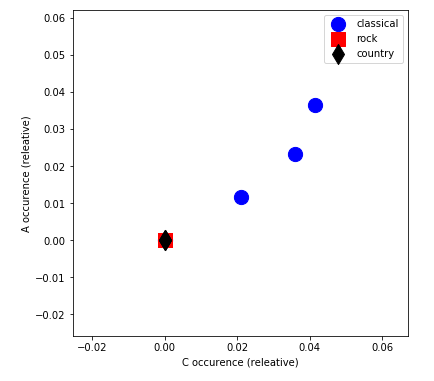 0.06
0.05
0.04
0.03
0.02
0.01
0.00
−0.01
−0.02
A occurence (releative)
classical
rock
country
−0.02 0.00 0.02 0.04 0.06
C occurence (releative)